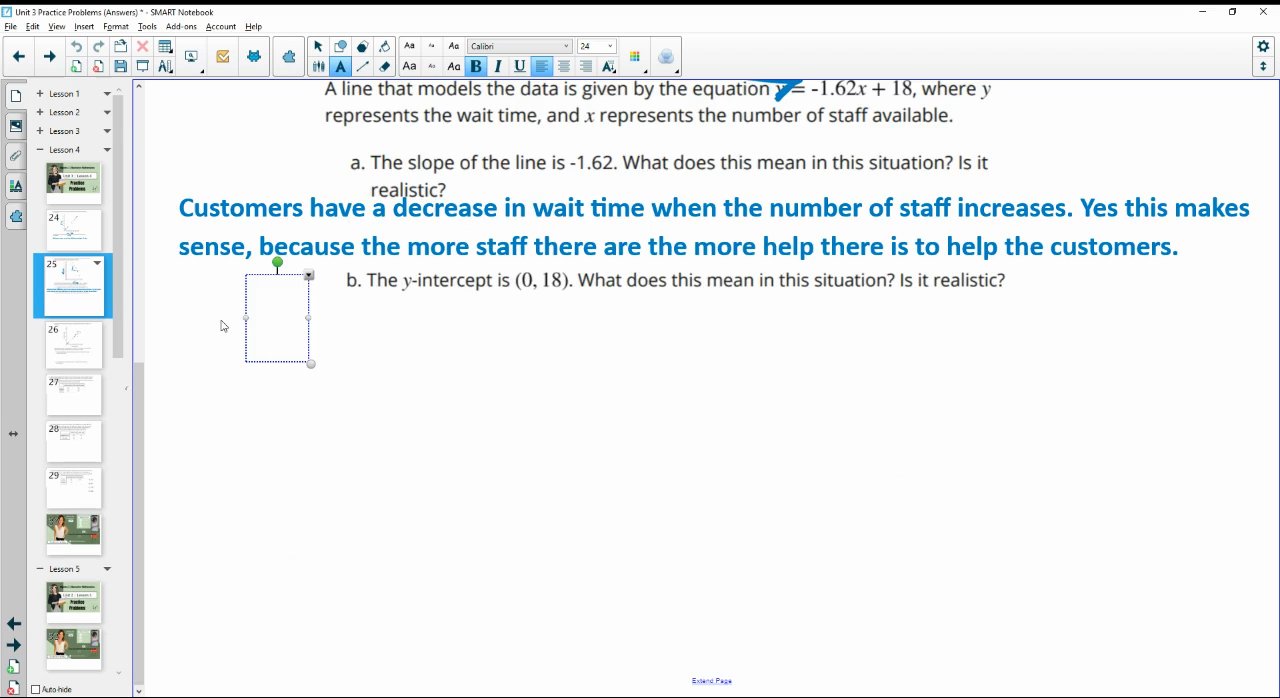 Unit 3 Practice Problems (Answers) * - SMART Notebook
File Edit View Insert Format Tools Add-ons Account Help
Calibri 24
B I U
Lesson 1
Lesson 2
Lesson 3
Lesson 4
24
25
26
27
28
29
Lesson 5
Auto-hide
A line that models the data is given by the equation y = -1.62x + 18, where y
represents the wait time, and x represents the number of staff available.
a. The slope of the line is -1.62. What does this mean in this situation? Is it
realistic?
Customers have a decrease in wait time when the number of staff increases. Yes this makes
sense, because the more staff there are the more help there is to help the customers.
b. The y-intercept is (0, 18). What does this mean in this situation? Is it realistic?
Extend Page